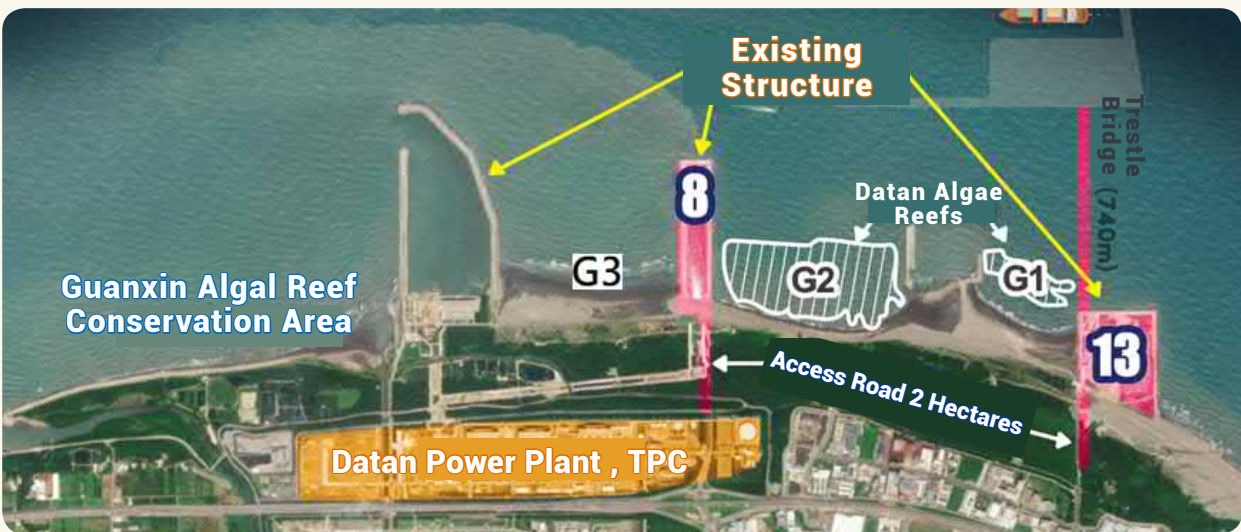 Existing
Structure
Trestle
Bridge (740m)
8
Datan Algae
Reefs
G3
G2
G1
Guanxin Algal Reef
Conservation Area
13
Access Road 2 Hectares
Datan Power Plant , TPC